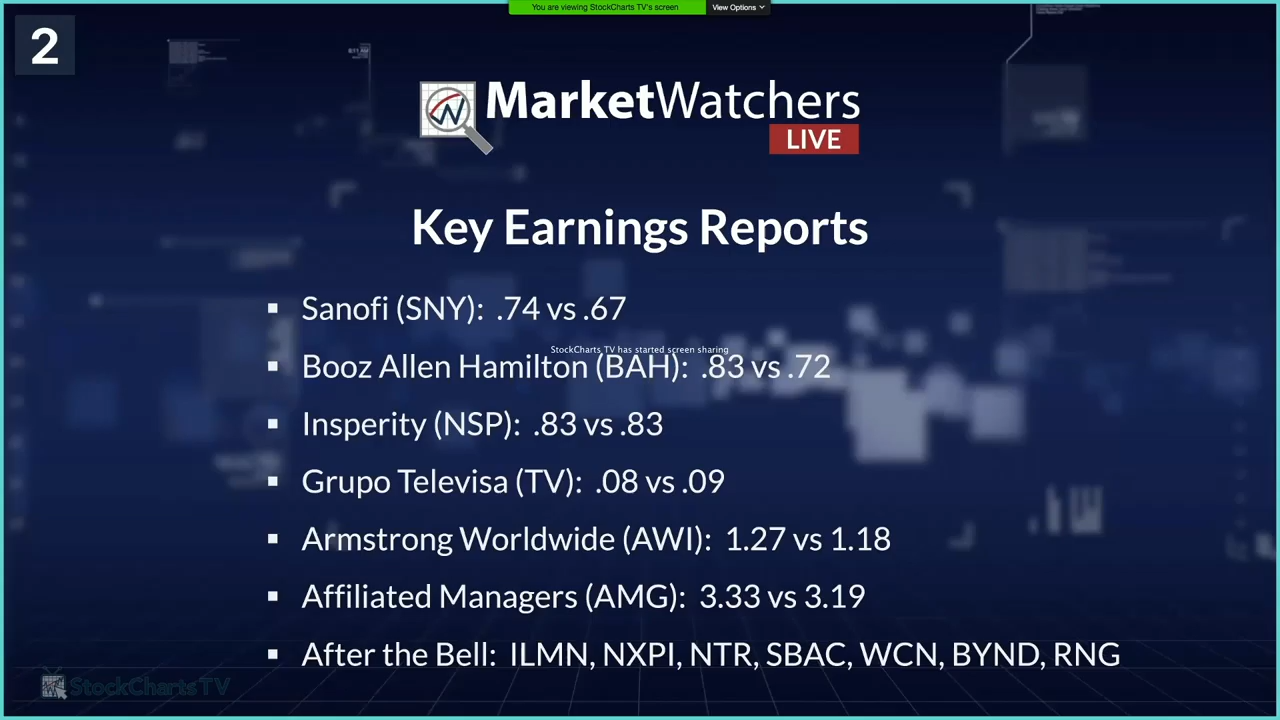 You are viewing StockCharts TV's screen View Options
2
MarketWatchers
LIVE
Key Earnings Reports
▪ Sanofi (SNY): .74 vs .67
StockCharts TV has started screen sharing
▪ Booz Allen Hamilton (BAH): .83 vs .72
▪ Insperity (NSP): .83 vs .83
▪ Grupo Televisa (TV): .08 vs .09
▪ Armstrong Worldwide (AWI): 1.27 vs 1.18
▪ Affiliated Managers (AMG): 3.33 vs 3.19
▪ After the Bell: ILMN, NXPI, NTR, SBAC, WCN, BYND, RNG
StockChartsTV